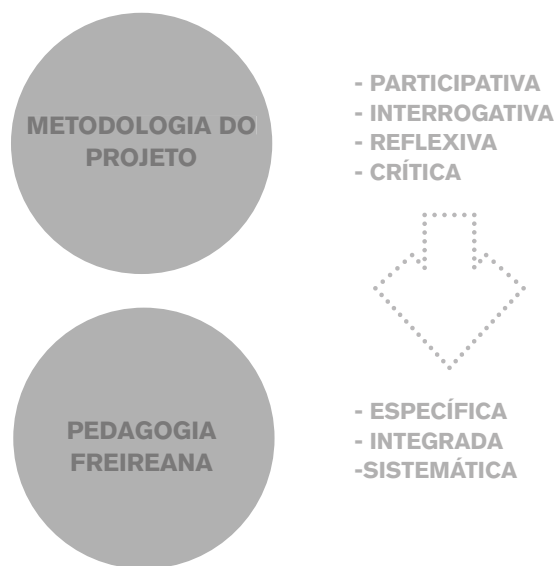 METODOLOGIA DO
PROJETO
- PARTICIPATIVA
- INTERROGATIVA
- REFLEXIVA
- CRÍTICA
PEDAGOGIA
FREIREANA
- ESPECÍFICA
- INTEGRADA
-SISTEMÁTICA